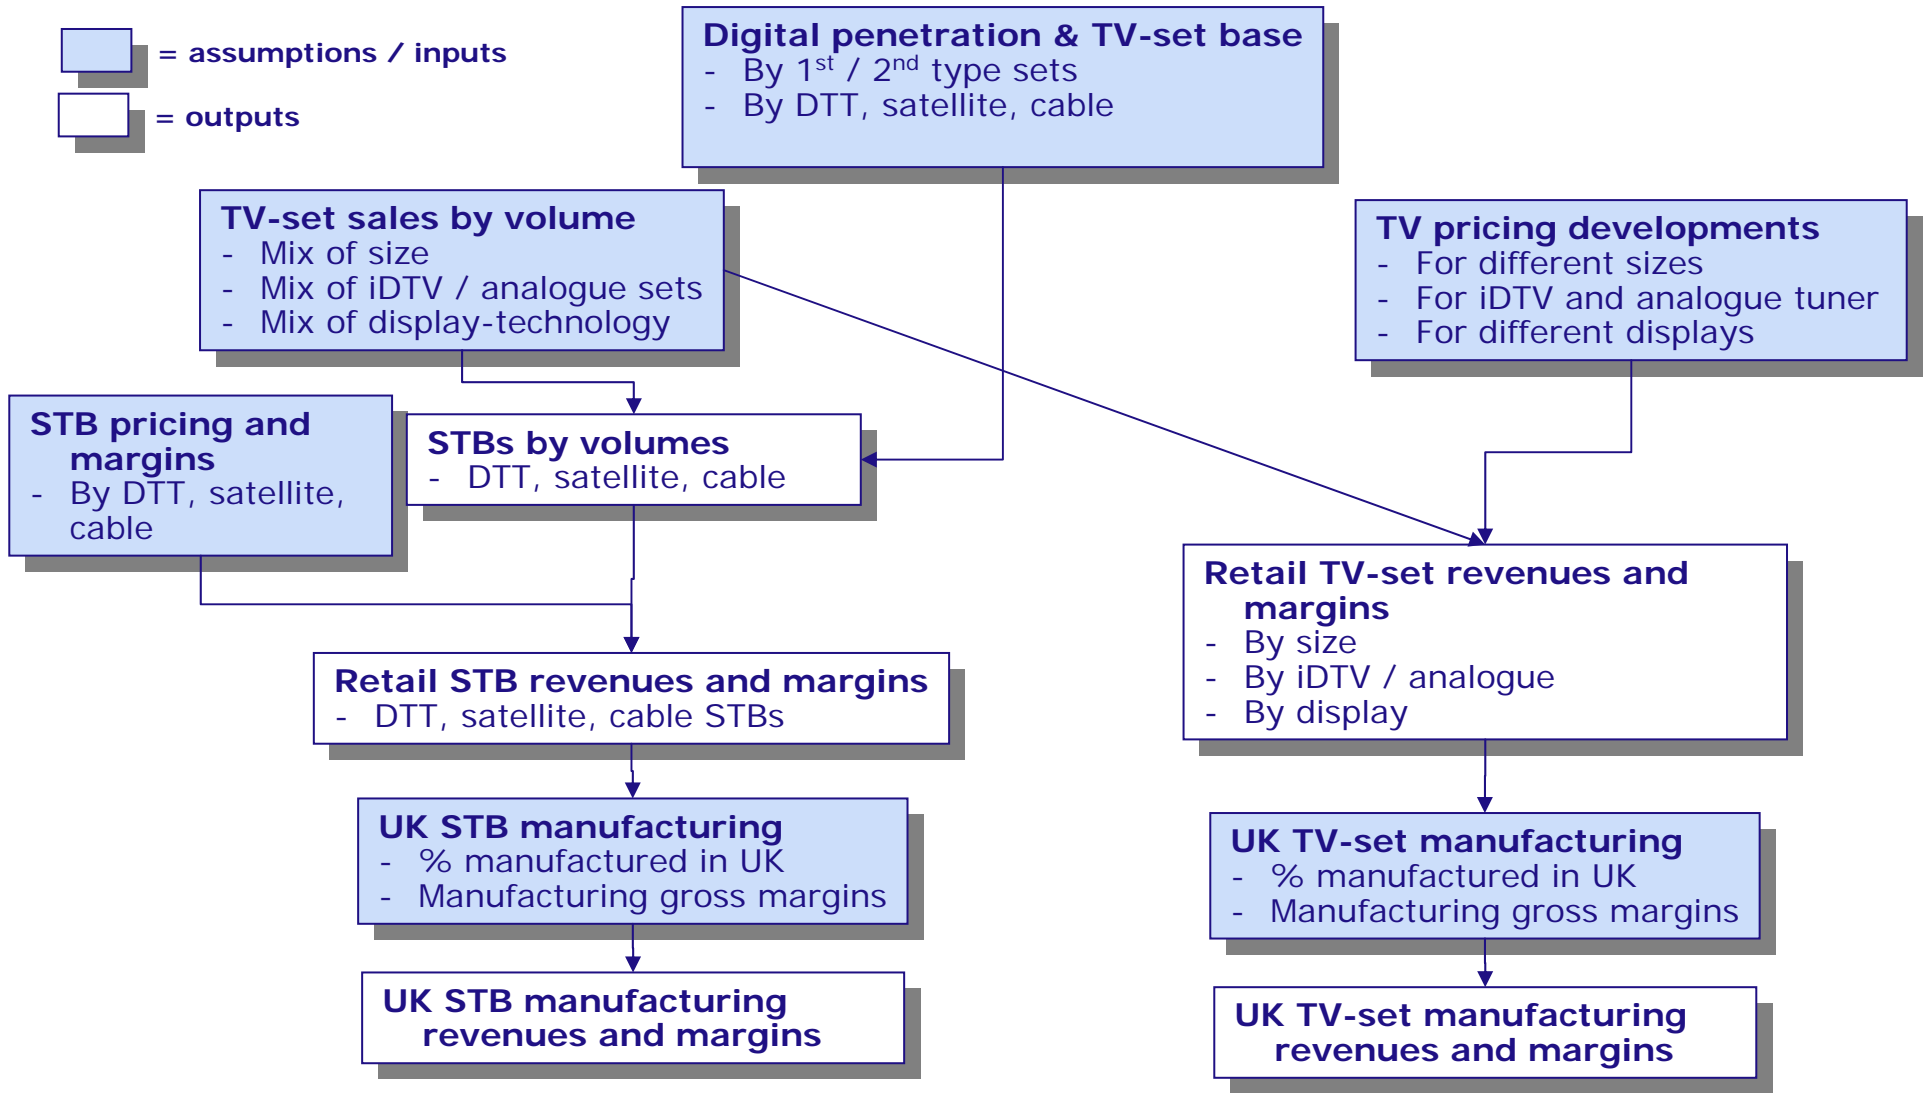 = assumptions / inputs
= outputs
Digital penetration & TV-set base
- By 1st / 2nd type sets
- By DTT, satellite, cable
TV-set sales by volume
- Mix of size
- Mix of iDTV / analogue sets
- Mix of display-technology
TV pricing developments
- For different sizes
- For iDTV and analogue tuner
- For different displays
STB pricing and
margins
- By DTT, satellite,
cable
STBs by volumes
- DTT, satellite, cable
Retail TV-set revenues and
margins
- By size
- By iDTV / analogue
- By display
Retail STB revenues and margins
- DTT, satellite, cable STBs
UK STB manufacturing
- % manufactured in UK
- Manufacturing gross margins
UK TV-set manufacturing
- % manufactured in UK
- Manufacturing gross margins
UK STB manufacturing
revenues and margins
UK TV-set manufacturing
revenues and margins